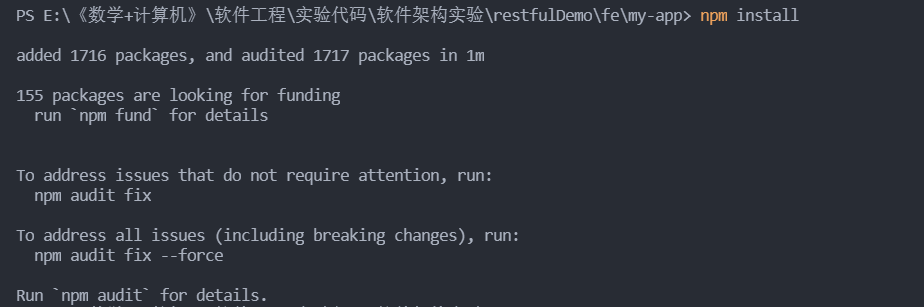 PS E:\《数学+计算机》\软件工程\实验代码\软件架构实验\restfulDemo\fe\my-app> npm install
added 1716 packages, and audited 1717 packages in 1m
155 packages are looking for funding
run `npm fund` for details
To address issues that do not require attention, run:
npm audit fix
To address all issues (including breaking changes), run:
npm audit fix --force
Run `npm audit` for details.